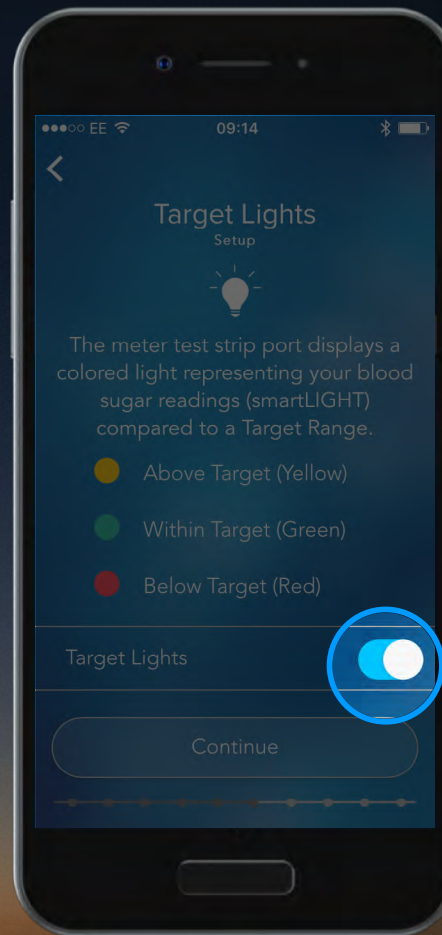 EE 09:14
Target Lights
Setup
The meter test strip port displays a
colored light representing your blood
sugar readings (smartLIGHT)
compared to a Target Range.
Above Target (Yellow)
Within Target (Green)
Below Target (Red)
Target Lights
Continue